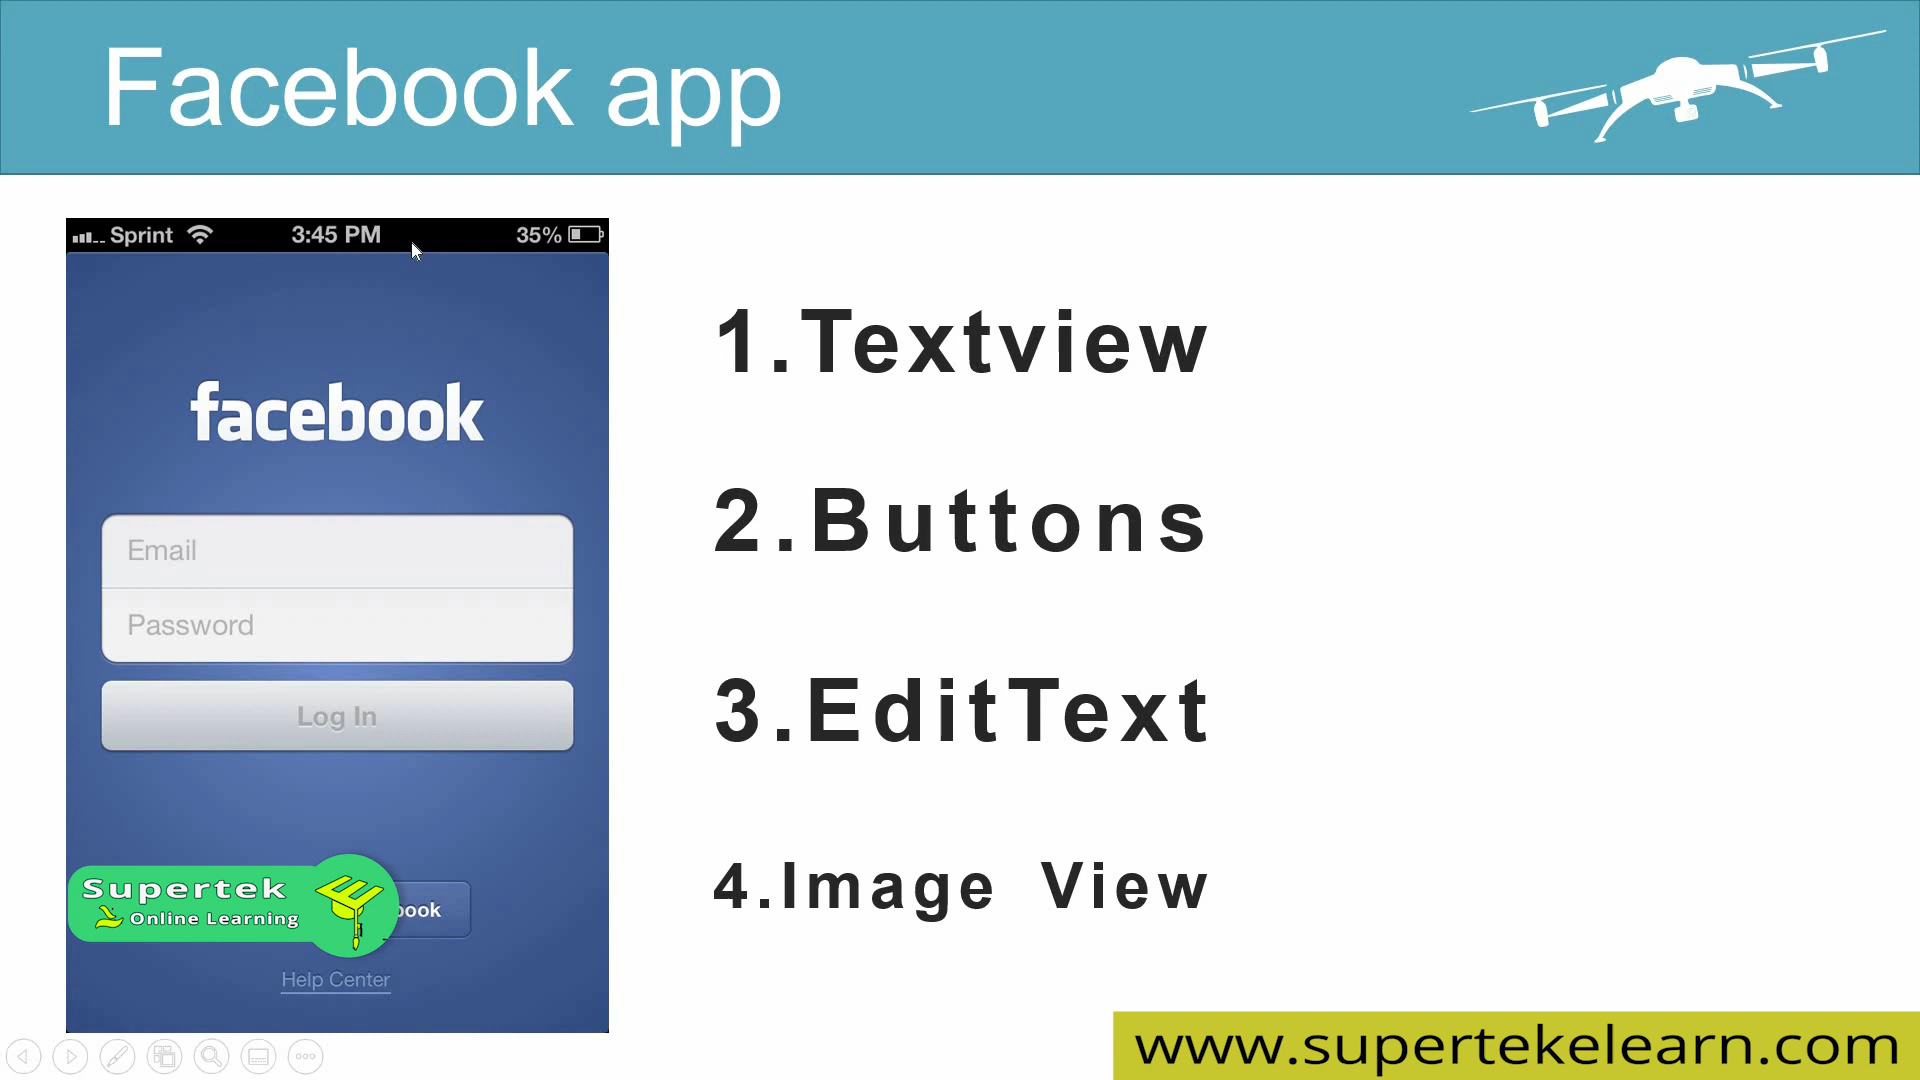 Facebook app
Sprint 3:45 PM 35%
facebook
Email
Password
Log In
Supertek
Online Learning
book
Help Center
1.Textview
2.Buttons
3.EditText
4.Image View
www.supertekelearn.com